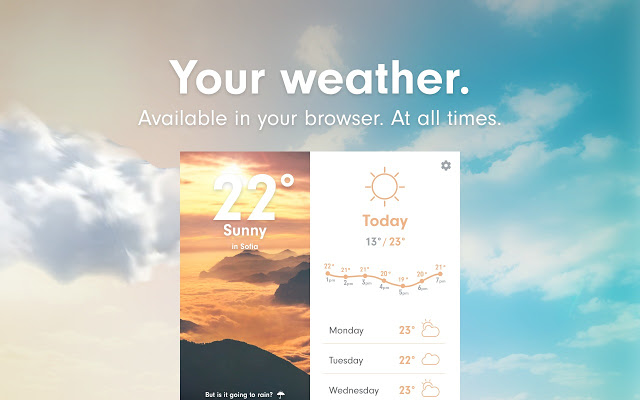 Your weather.
Available in your browser. At all times.
22°
Sunny
in Sofia
But is it going to rain?
Today
13° / 23°
22° 21° 21° 20° 19° 20° 21°
1pm 2pm 3pm 4pm 5pm 6pm 7pm
Monday 23°
Tuesday 22°
Wednesday 23°